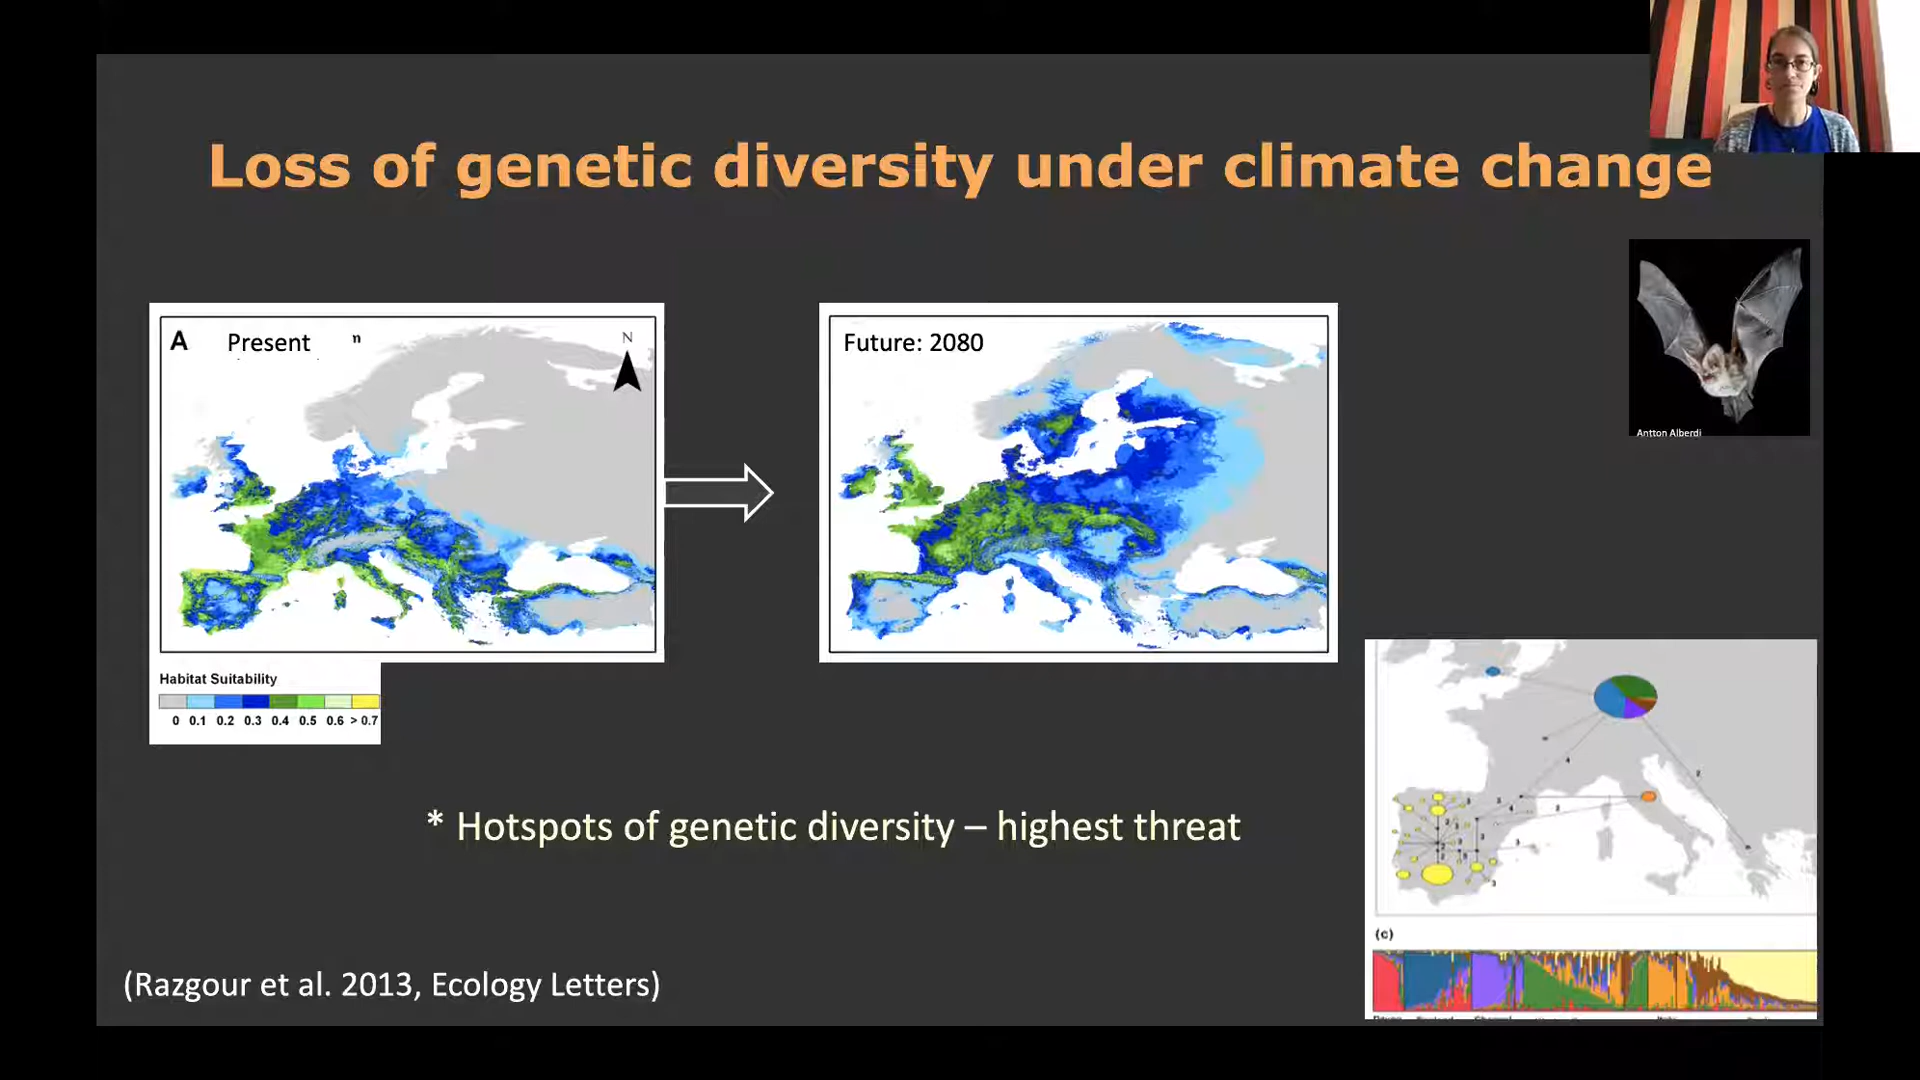 Loss of genetic diversity under climate change
A Present n
N
Future: 2080
Antton Alberdi
Habitat Suitability
0 0.1 0.2 0.3 0.4 0.5 0.6 > 0.7
* Hotspots of genetic diversity – highest threat
(c)
(Razgour et al. 2013, Ecology Letters)